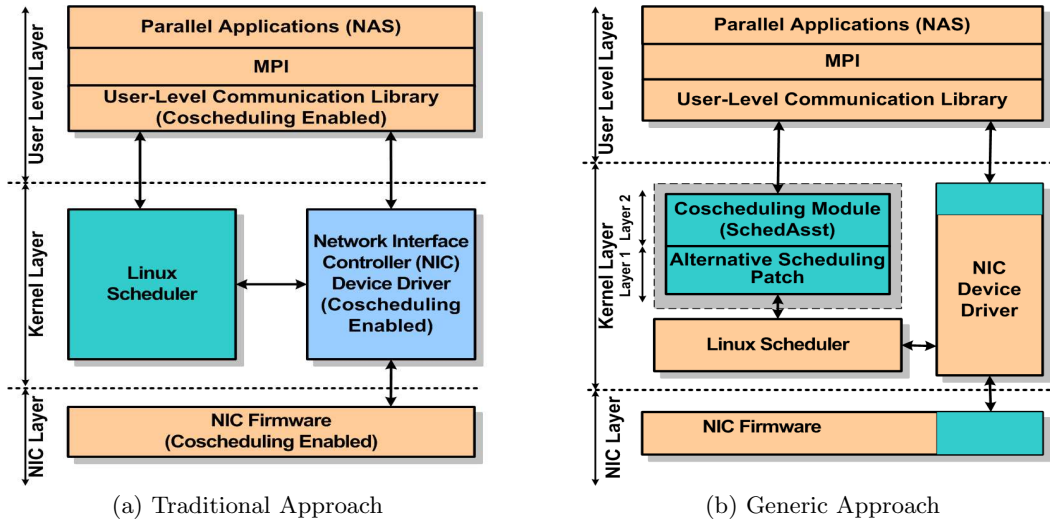 User Level Layer
Parallel Applications (NAS)
MPI
User-Level Communication Library
(Coscheduling Enabled)
Kernel Layer
Linux
Scheduler
Network Interface
Controller (NIC)
Device Driver
(Coscheduling
Enabled)
NIC Layer
NIC Firmware
(Coscheduling Enabled)
(a) Traditional Approach
User Level Layer
Parallel Applications (NAS)
MPI
User-Level Communication Library
Kernel Layer
Layer 2
Coscheduling Module
(SchedAsst)
Layer 1
Alternative Scheduling
Patch
Linux Scheduler
NIC
Device
Driver
NIC Layer
NIC Firmware
(b) Generic Approach